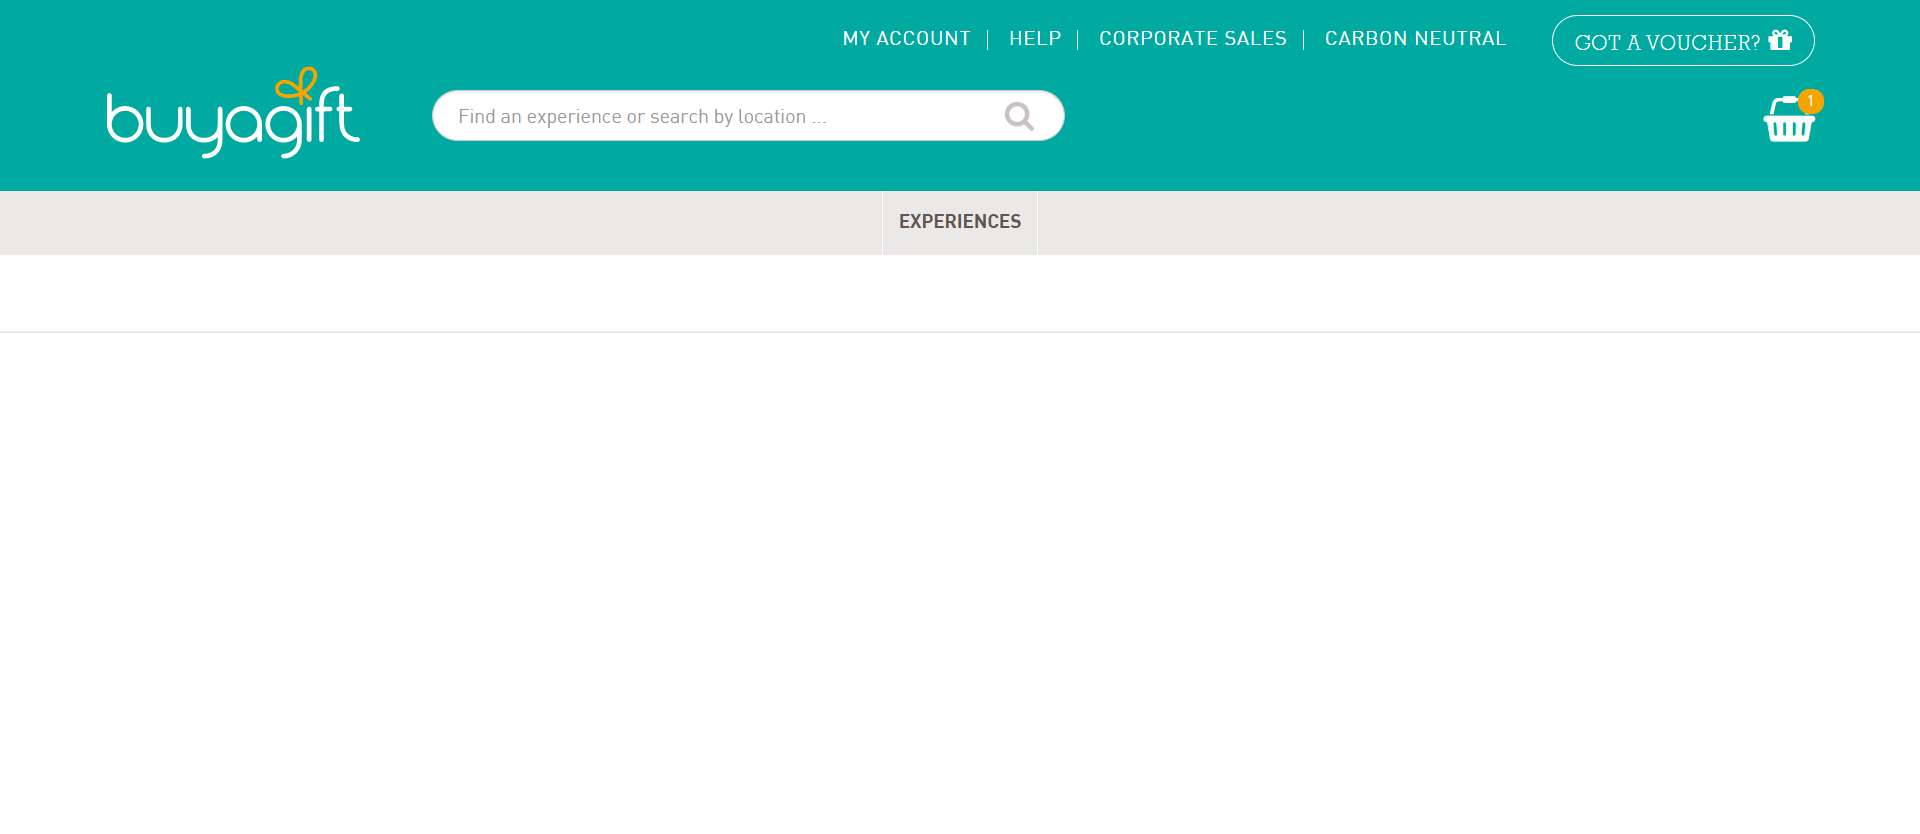 MY ACCOUNT
HELP
CORPORATE SALES
CARBON NEUTRAL
GOT A VOUCHER?
buyagift
Find an experience or search by location ...
1
EXPERIENCES